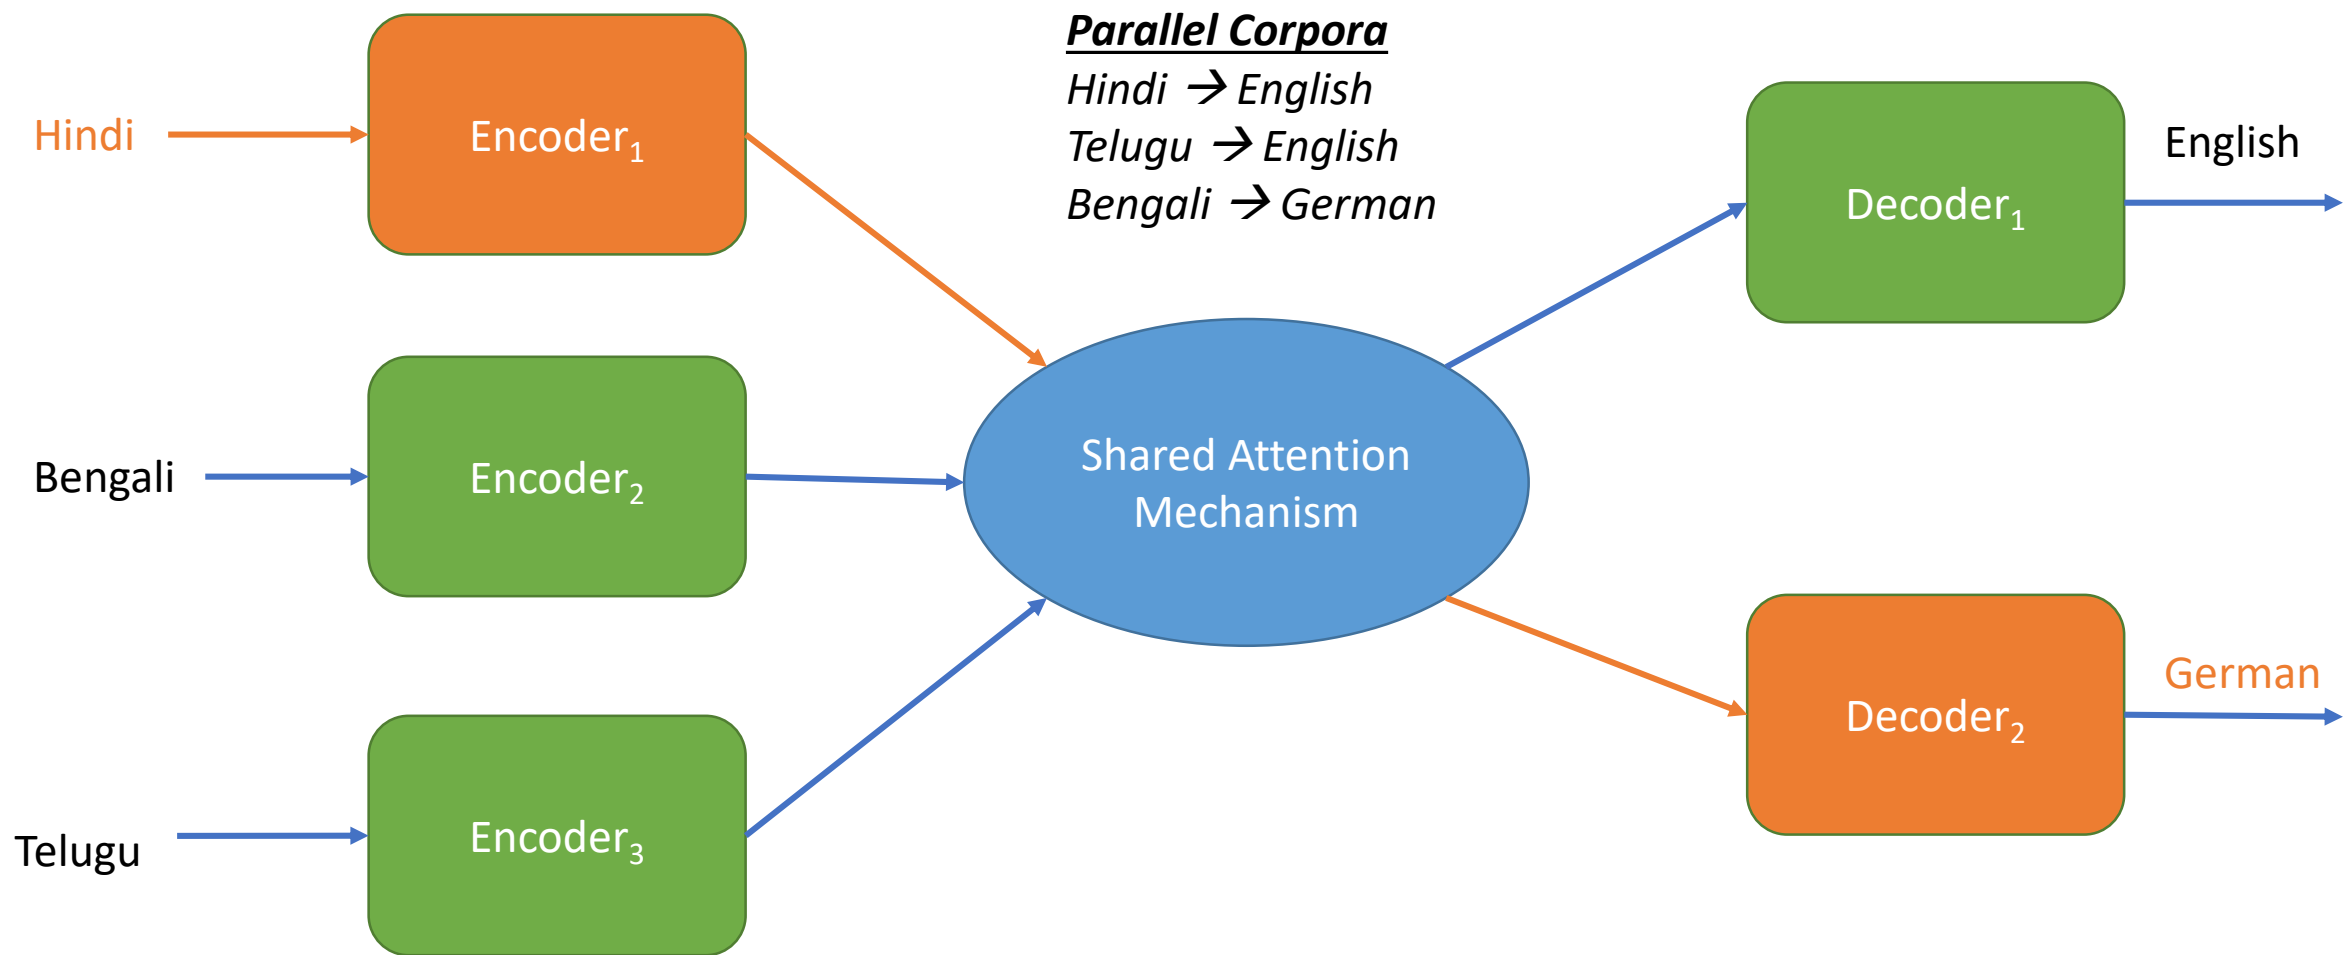 Parallel Corpora
Hindi → English
Telugu → English
Bengali → German
Hindi
Encoder₁
Bengali
Encoder₂
Telugu
Encoder₃
Shared Attention
Mechanism
Decoder₁
English
Decoder₂
German